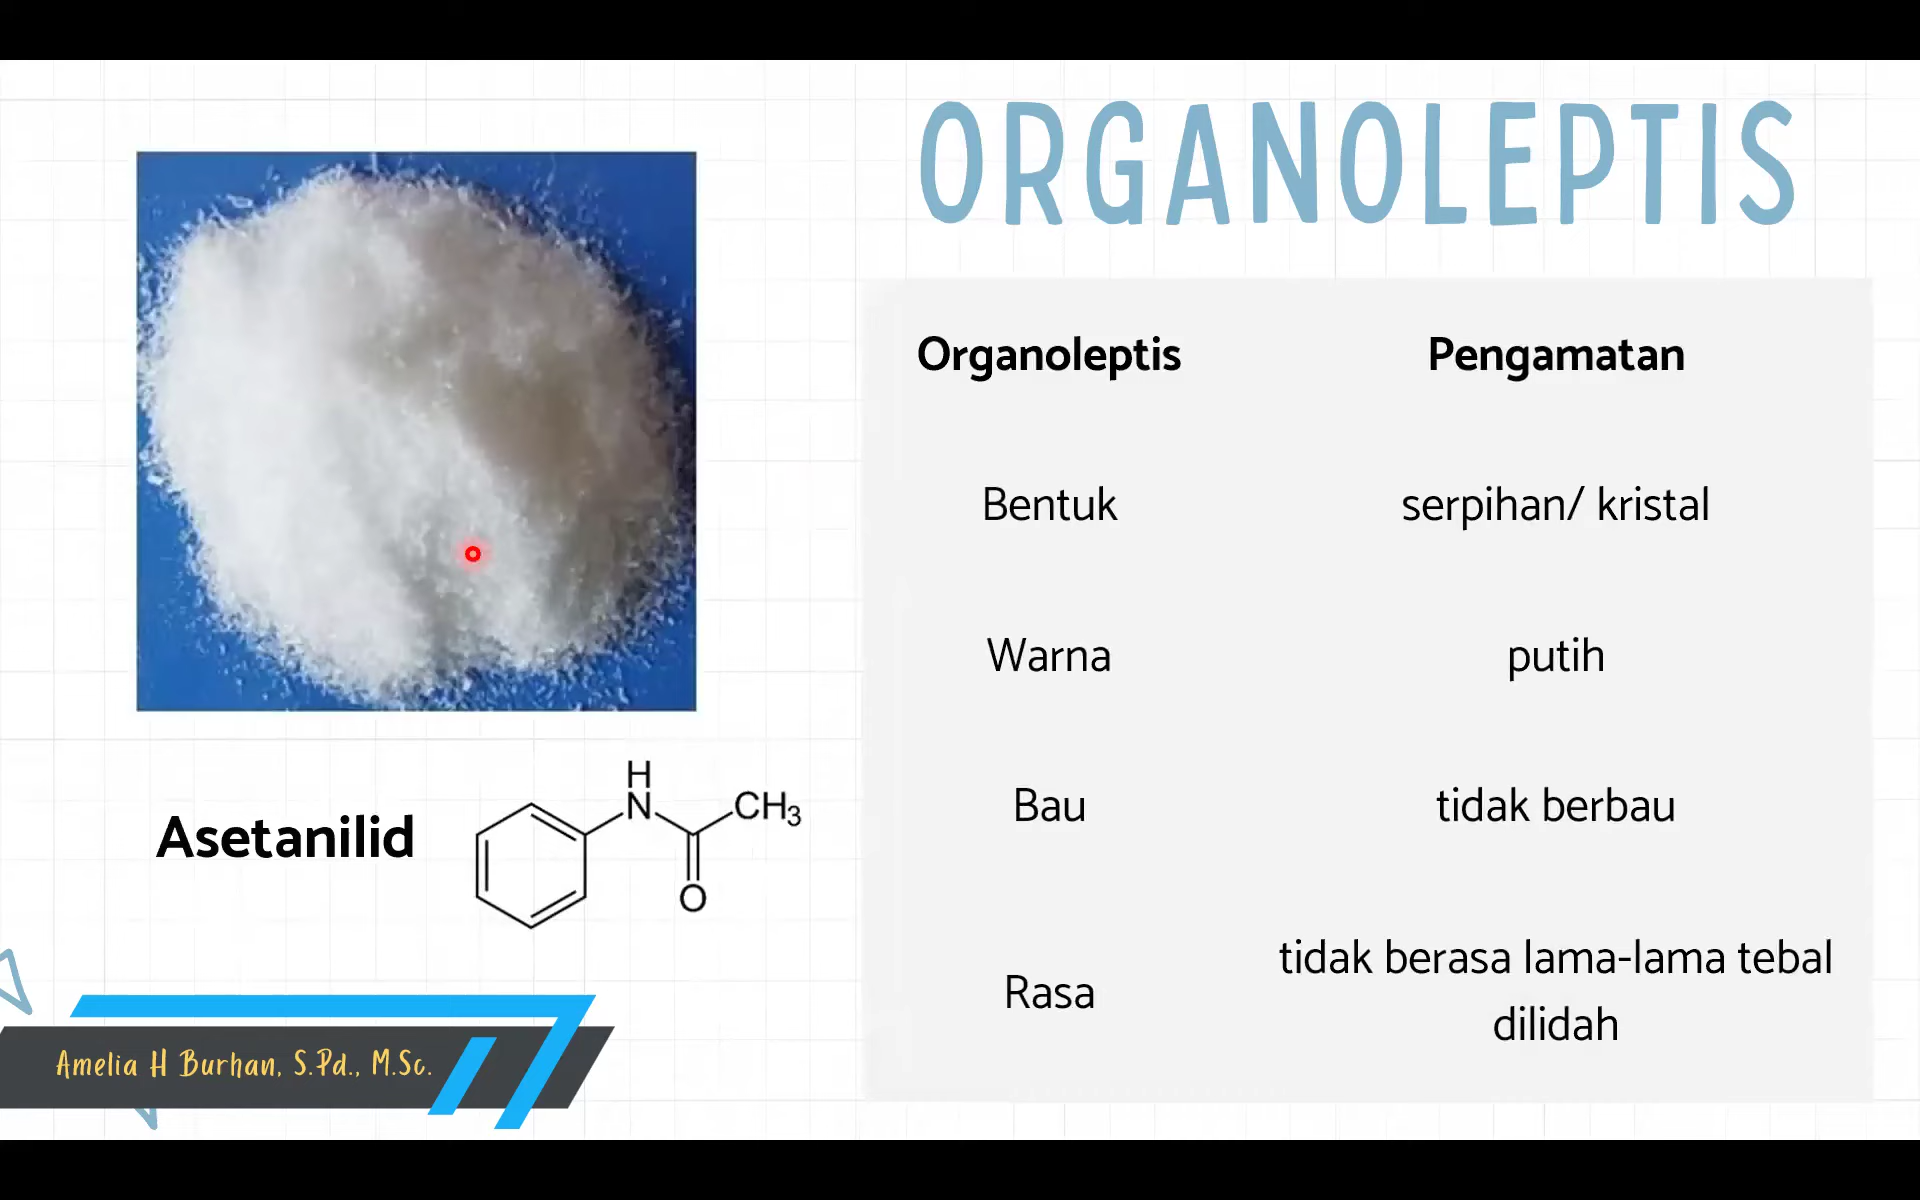 ORGANOLEPTIS
Organoleptis Pengamatan
Bentuk serpihan/ kristal
Warna putih
Bau tidak berbau
Rasa tidak berasa lama-lama tebal
dilidah
Asetanilid
H
N
CH3
O
Amelia H Burhan, S.Pd., M.Sc.